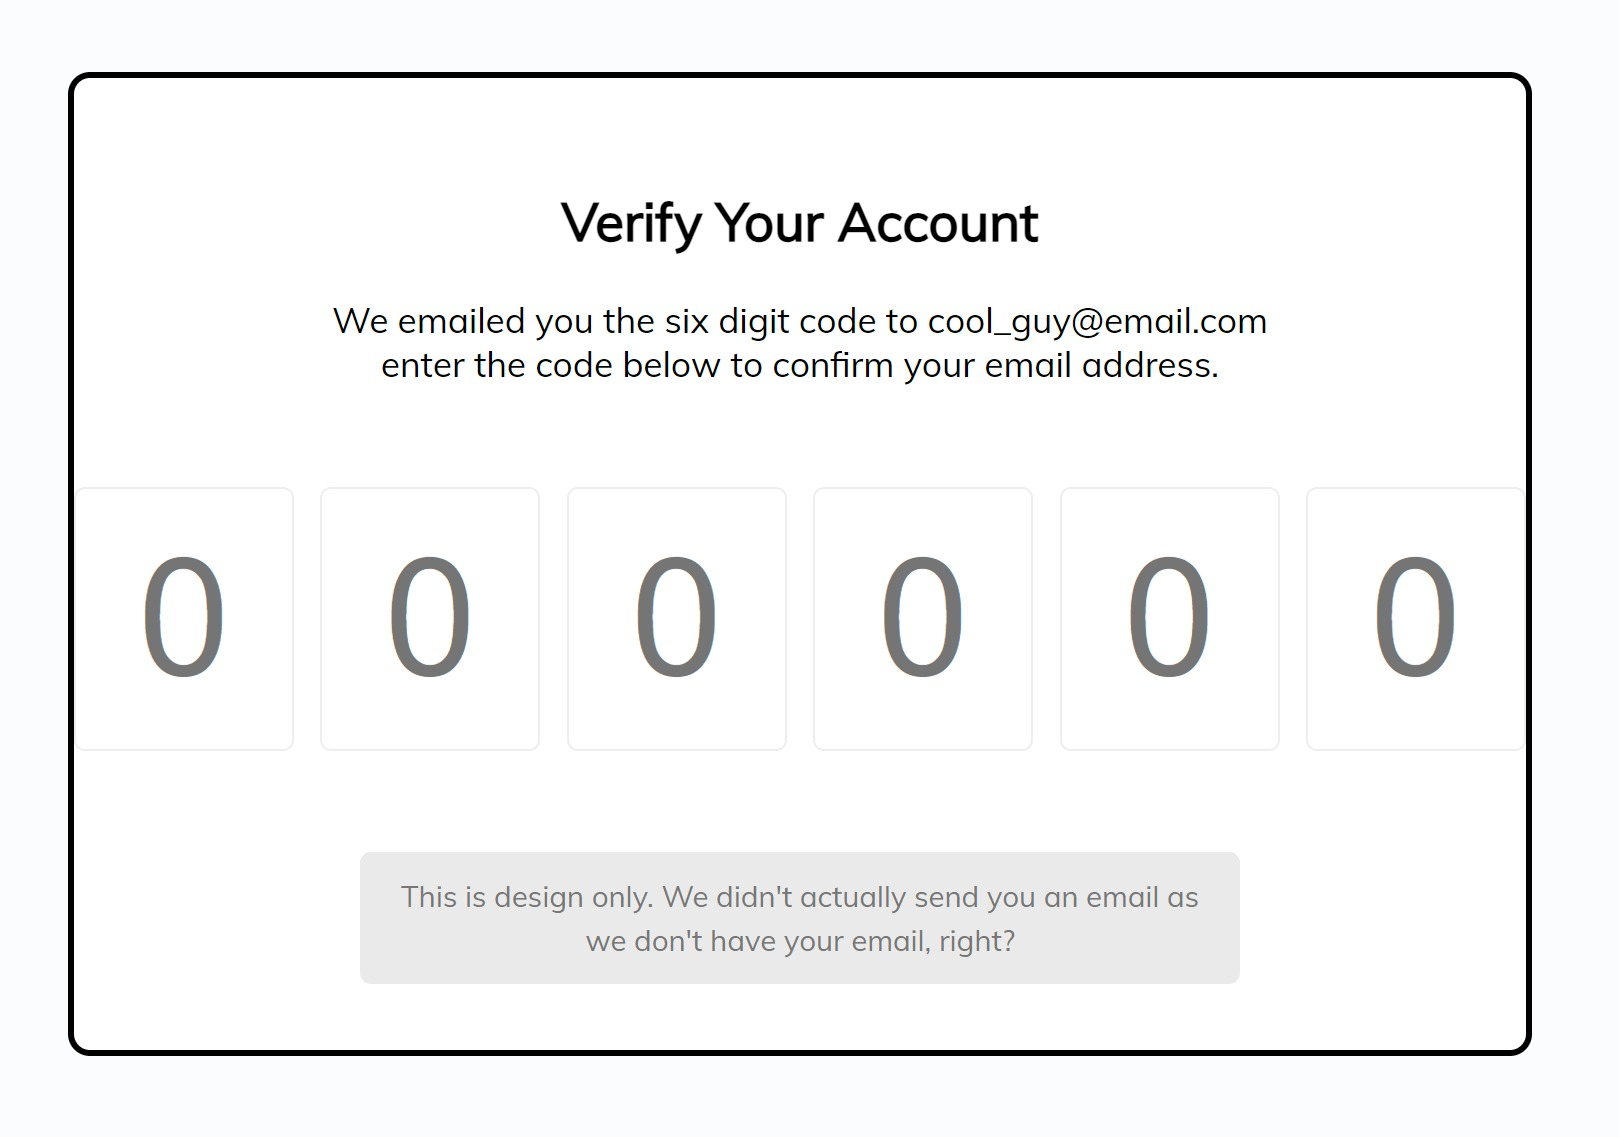 Verify Your Account
We emailed you the six digit code to cool_guy@email.com
enter the code below to confirm your email address.
0 0 0 0 0 0
This is design only. We didn't actually send you an email as
we don't have your email, right?